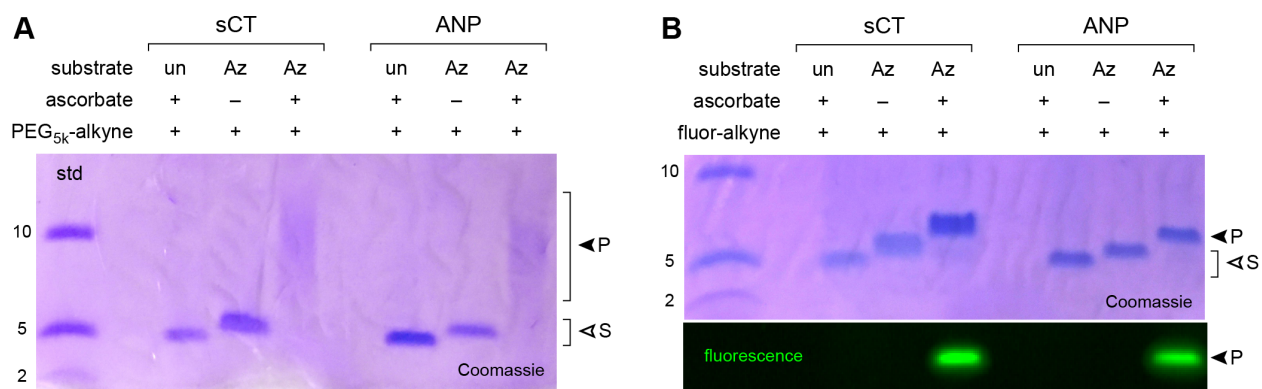 A
sCT
ANP
substrate un Az Az un Az Az
ascorbate + – + + – +
PEG5k-alkyne + + + + + +
std
10
P
5
S
2
Coomassie
B
sCT
ANP
substrate un Az Az un Az Az
ascorbate + – + + – +
fluor-alkyne + + + + + +
10
P
5
S
2
Coomassie
fluorescence
P